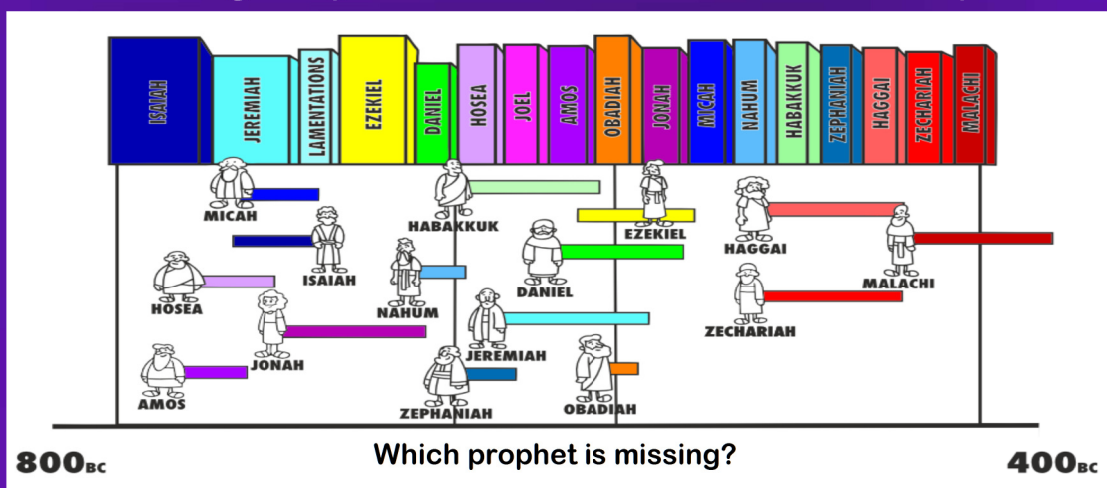 ISAIAH
JEREMIAH
LAMENTATIONS
EZEKIEL
DANIEL
HOSEA
JOEL
AMOS
OBADIAH
JONAH
MICAH
NAHUM
HABAKKUK
ZEPHANIAH
HAGGAI
ZECHARIAH
MALACHI
MICAH
HABAKKUK
EZEKIEL
HAGGAI
ISAIAH
MALACHI
HOSEA
NAHUM
DANIEL
ZECHARIAH
JONAH
JEREMIAH
AMOS
ZEPHANIAH
OBADIAH
800BC
Which prophet is missing?
400BC